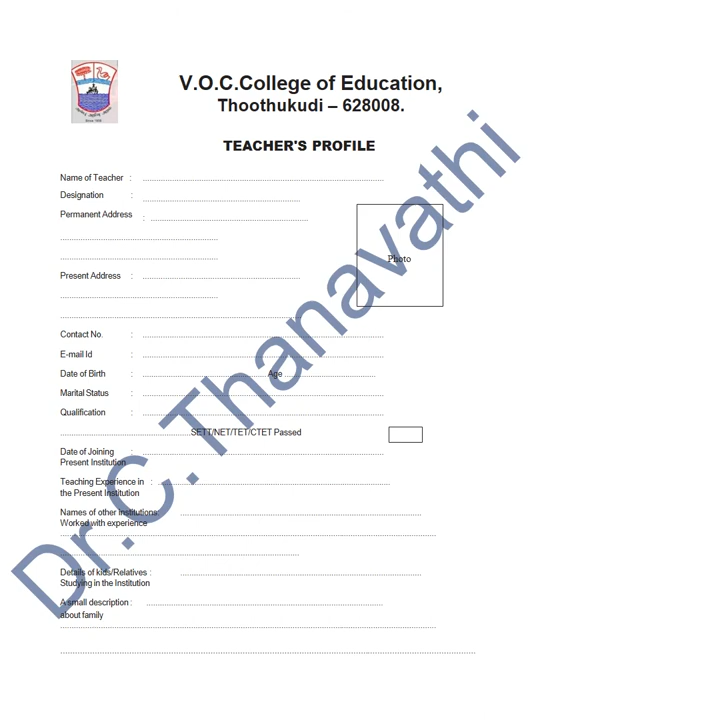 V.O.C.College of Education,
Thoothukudi – 628008.
TEACHER'S PROFILE
Name of Teacher :
Designation :
Permanent Address :
Photo
Present Address :
Contact No. :
E-mail Id :
Date of Birth : Age
Marital Status :
Qualification :
SETT/NET/TET/CTET Passed
Date of Joining :
Present Institution
Teaching Experience in :
the Present Institution
Names of other institutions:
Worked with experience
Details of kids/Relatives :
Studying in the Institution
A small description :
about family
Dr.C.Thanavathi